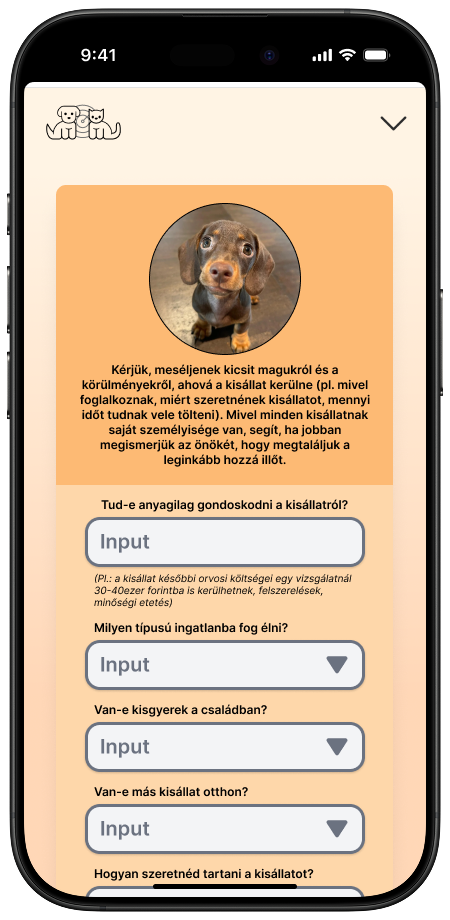 9:41
Kérjük, meséljenek kicsit magukról és a
körülményekről, ahová a kisállat kerülne (pl. mivel
foglalkoznak, miért szeretnének kisállatot, mennyi
időt tudnak vele tölteni). Mivel minden kisállatnak
saját személyisége van, segít, ha jobban
megismerjük az önökét, hogy megtaláljuk a
leginkább hozzá illőt.
Tud-e anyagilag gondoskodni a kisállatról?
Input
(Pl.: a kisállat későbbi orvosi költségei egy vizsgálatnál
30-40ezer forintba is kerülhetnek, felszerelések,
minőségi etetés)
Milyen típusú ingatlanba fog élni?
Input
Van-e kisgyerek a családban?
Input
Van-e más kisállat otthon?
Input
Hogyan szeretnéd tartani a kisállatot?